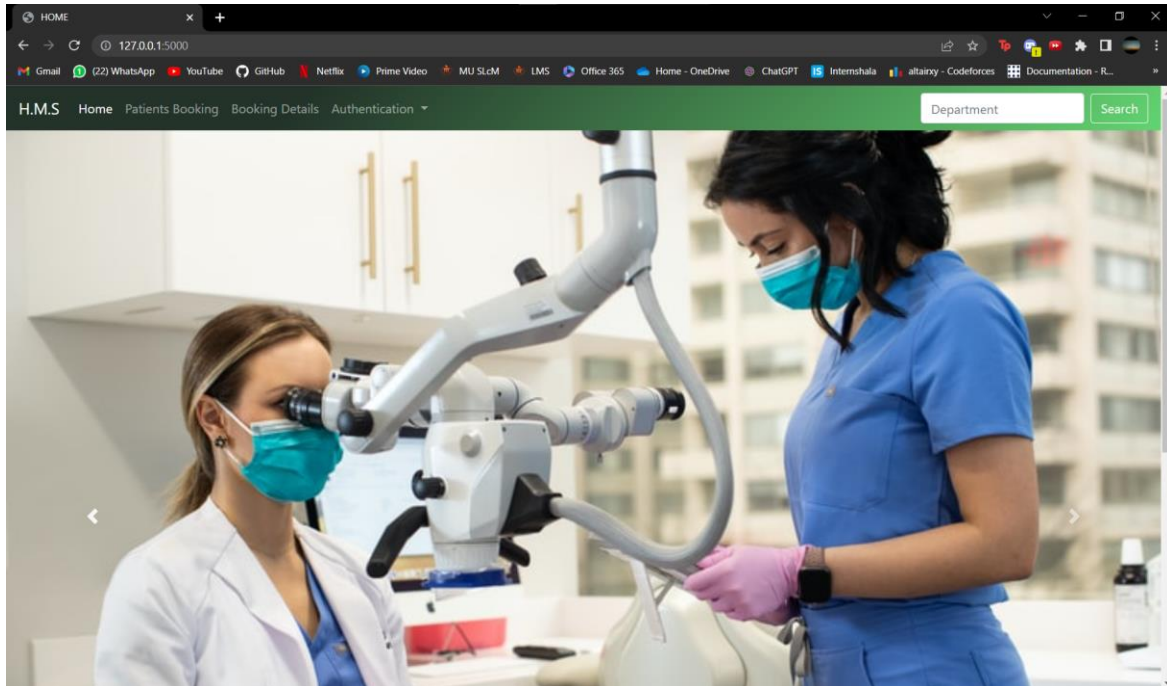 HOME
127.0.0.1:5000
Gmail (22) WhatsApp YouTube GitHub Netflix Prime Video MU SLcM LMS Office 365 Home - OneDrive ChatGPT Internshala altairxy - Codeforces Documentation - R...
H.M.S Home Patients Booking Booking Details Authentication Department Search